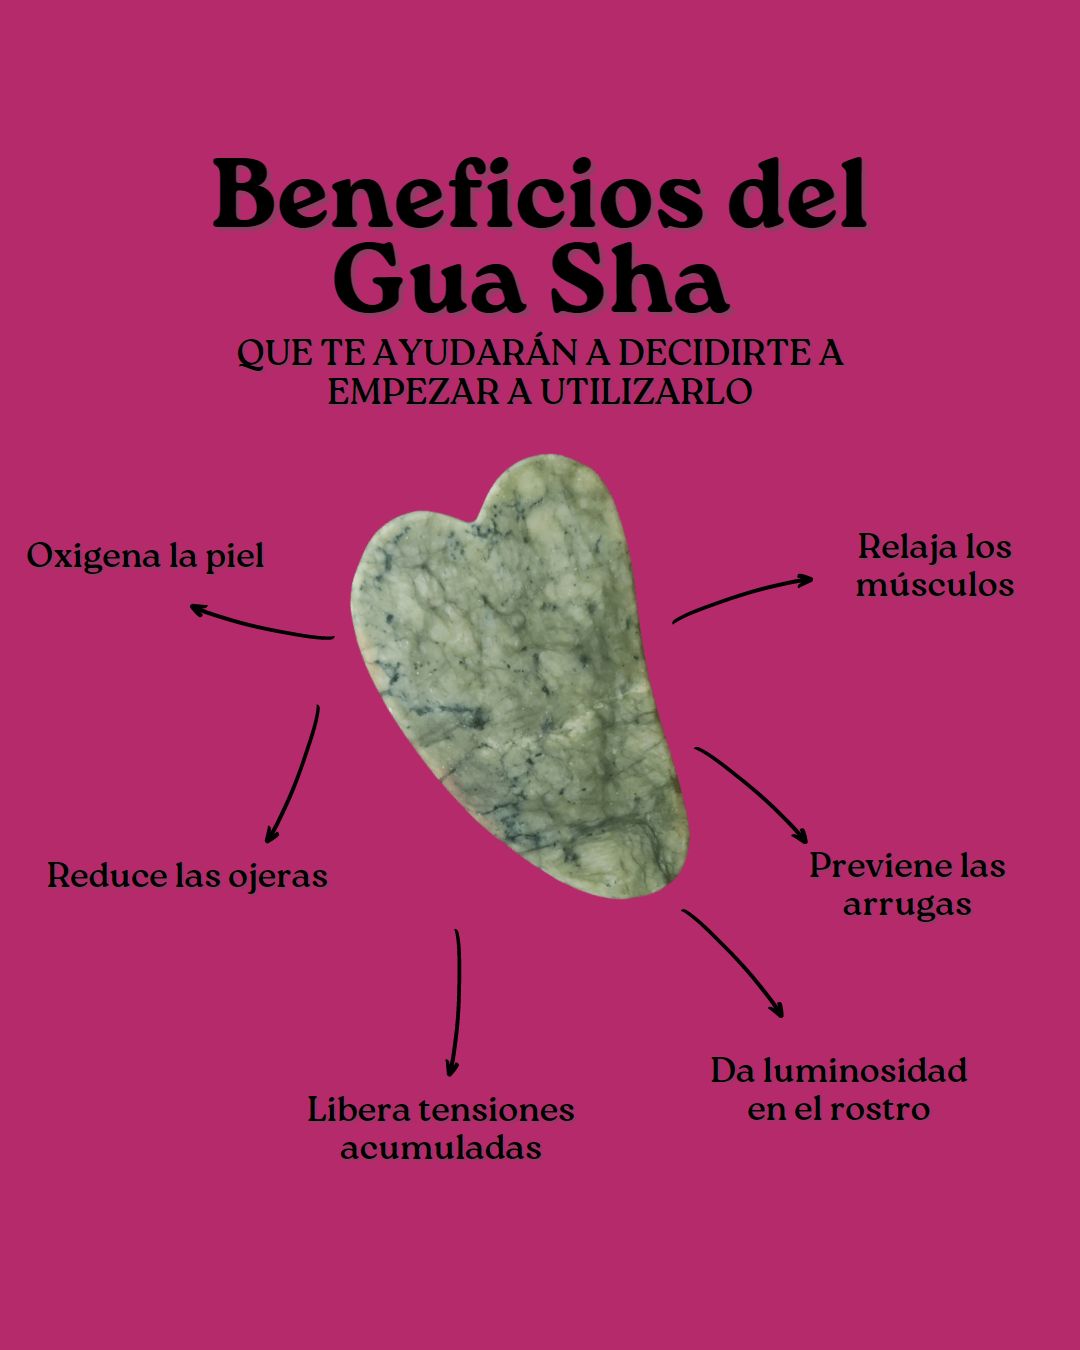 Beneficios del
Gua Sha
QUE TE AYUDARÁN A DECIDIRTE A
EMPEZAR A UTILIZARLO
Oxigena la piel
Relaja los
músculos
Reduce las ojeras
Previene las
arrugas
Libera tensiones
acumuladas
Da luminosidad
en el rostro